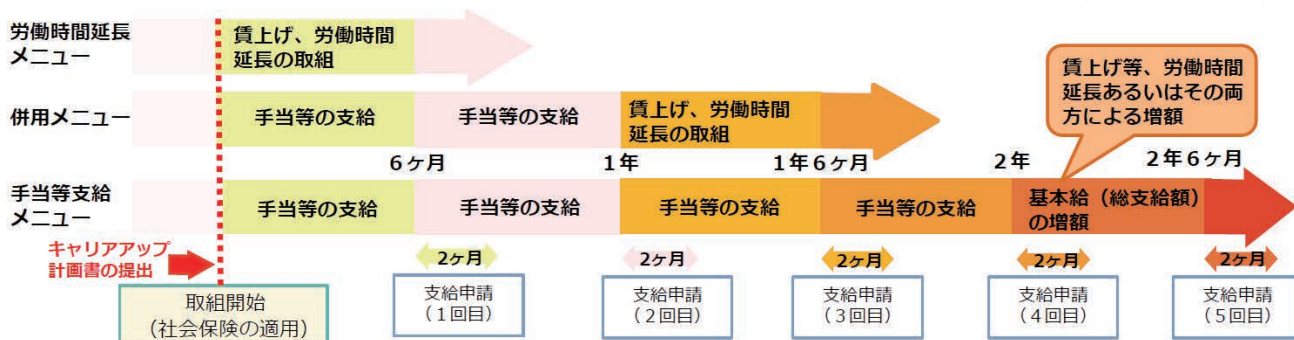 労働時間延長
メニュー
賃上げ、労働時間
延長の取組
賃上げ等、労働時間
延長あるいはその両
方による増額
併用メニュー
手当等の支給
手当等の支給
賃上げ、労働時間
延長の取組
6ヶ月
1年
1年6ヶ月
2年
2年6ヶ月
手当等支給
メニュー
手当等の支給
手当等の支給
手当等の支給
手当等の支給
基本給（総支給額）
の増額
キャリアアップ
計画書の提出
2ヶ月
2ヶ月
2ヶ月
2ヶ月
2ヶ月
取組開始
（社会保険の適用）
支給申請
（1回目）
支給申請
（2回目）
支給申請
（3回目）
支給申請
（4回目）
支給申請
（5回目）